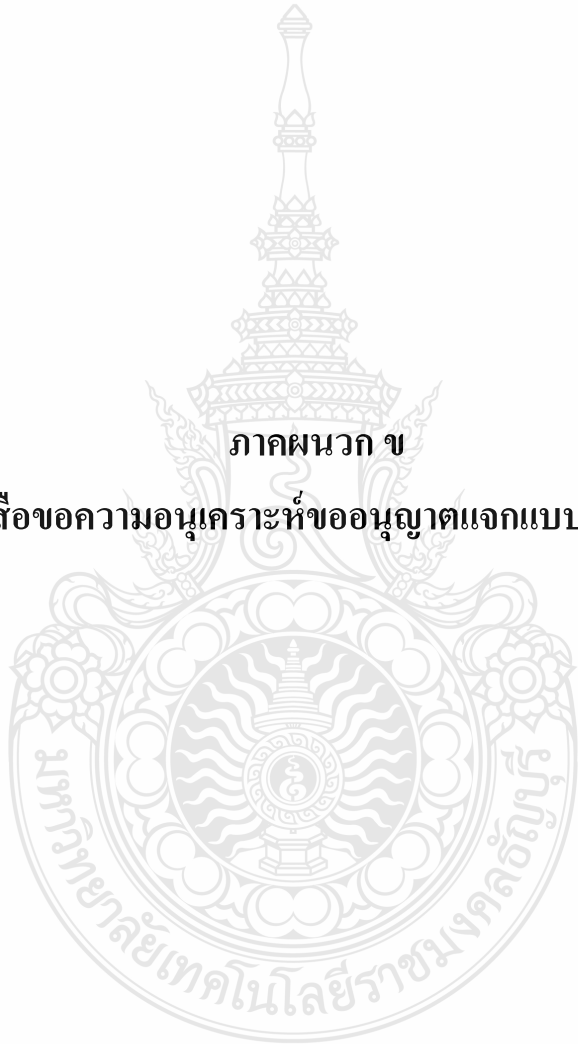 ภาคผนวก ข
สือขอความอนุเคราะห์ขออนุญาตแจกแบบ
มหาวิทยาลัยเทคโนโลยีราชมงคลธัญบุรี